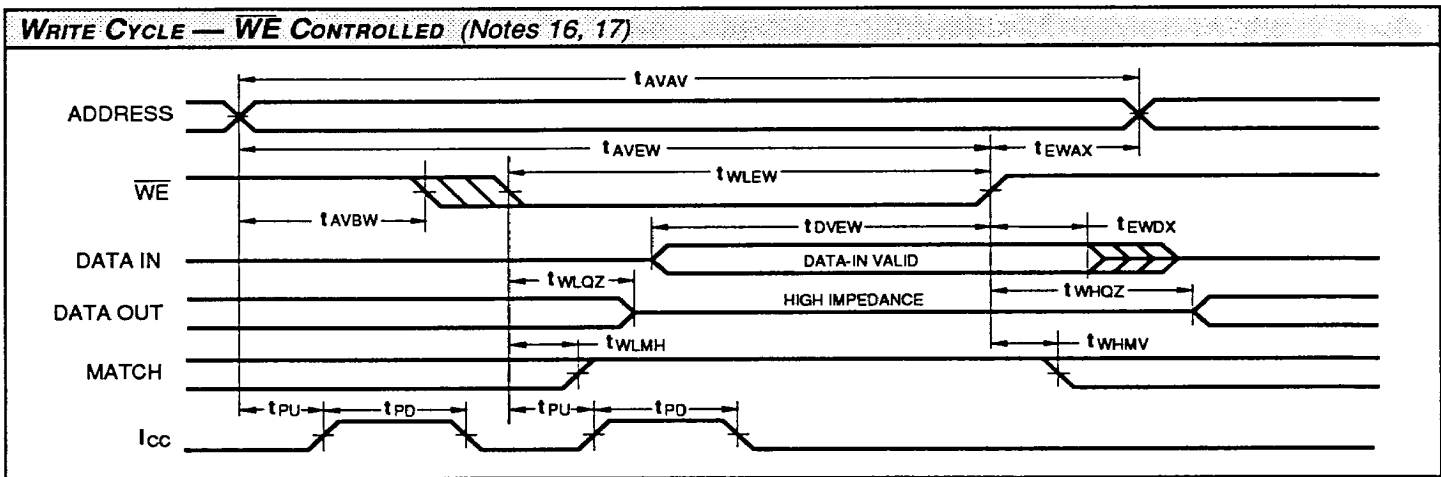 WRITE CYCLE — WE CONTROLLED (Notes 16, 17)
tAVAV
ADDRESS
tAVEW
tEWAX
WE
tWLEW
tAVBW
tDVEW
tEWDX
DATA IN
DATA-IN VALID
tWLQZ
tWHQZ
DATA OUT
HIGH IMPEDANCE
tWLMH
tWHMV
MATCH
tPU
tPD
tPU
tPD
ICC